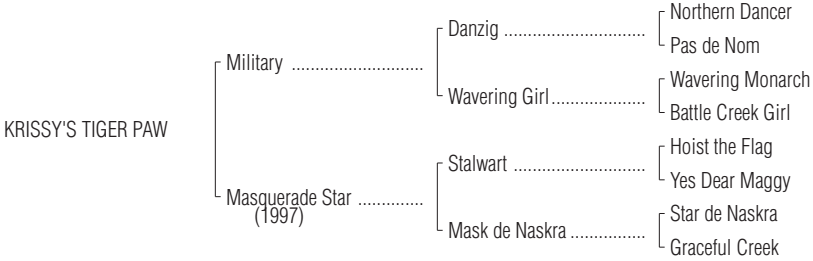 Northern Dancer
Danzig ..............................
Pas de Nom
Military ............................
Wavering Monarch
Wavering Girl ....................
Battle Creek Girl
KRISSY'S TIGER PAW
Hoist the Flag
Stalwart ............................
Yes Dear Maggy
Masquerade Star ..............
(1997)
Star de Naskra
Mask de Naskra ................
Graceful Creek